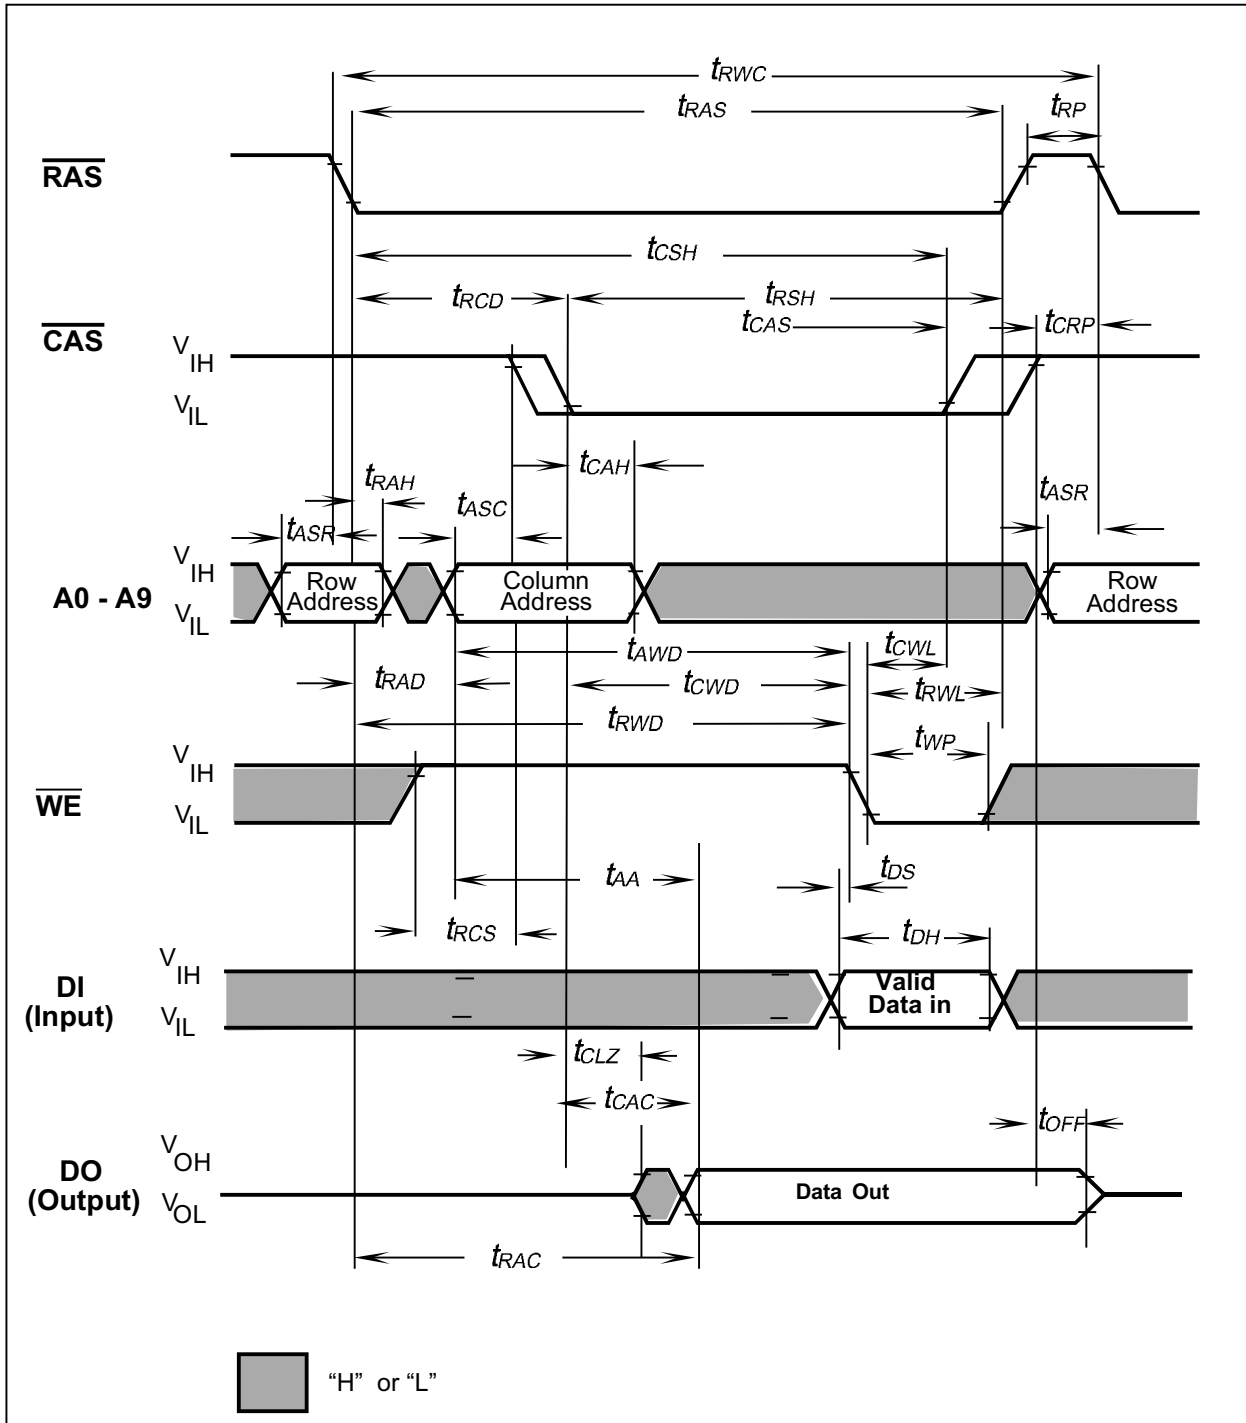 tRWC
tRAS
tRP
RAS
tCSH
tRCD
tRSH
tCAS
tCRP
CAS
VIH
VIL
tCAH
tRAH
tASC
tASR
tASR
VIH
A0 - A9
VIL
Row
Address
Column
Address
Row
Address
tAWD
tCWL
tRAD
tCWD
tRWL
tRWD
tWP
VIH
WE
VIL
tAA
tDS
tRCS
tDH
VIH
DI
(Input)
VIL
Valid
Data in
tCLZ
tCAC
tOFF
VOH
DO
(Output)
VOL
Data Out
tRAC
“H” or “L”